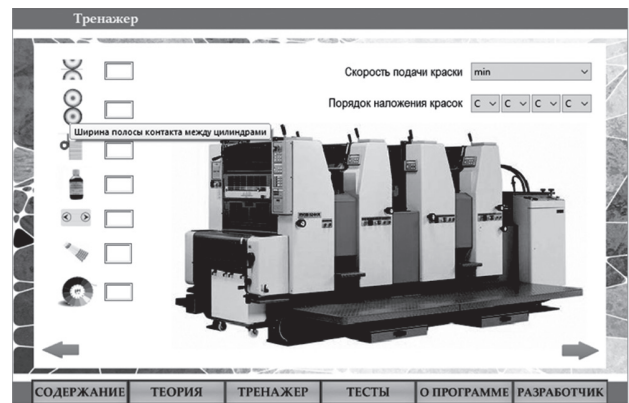 Тренажер
Скорость подачи краски min
Порядок наложения красок C C C C
Ширина полосы контакта между цилиндрами
СОДЕРЖАНИЕ ТЕОРИЯ ТРЕНАЖЕР ТЕСТЫ О ПРОГРАММЕ РАЗРАБОТЧИК